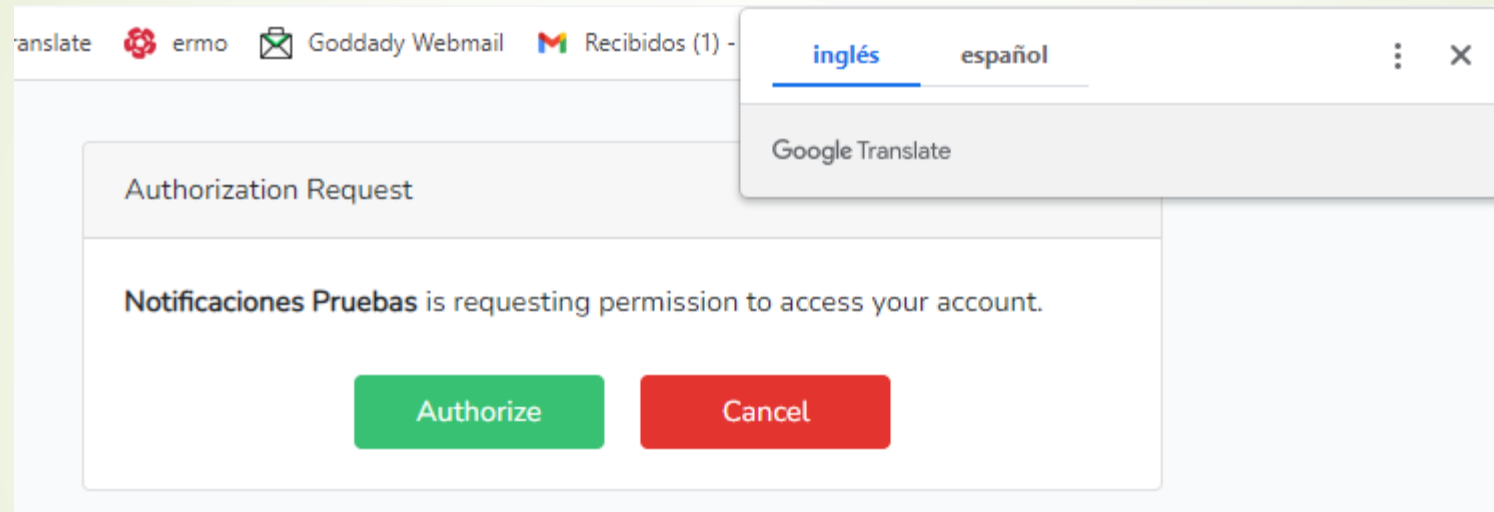 ranslate ermo Goddady Webmail Recibidos (1) -
inglés español
Google Translate
Authorization Request
Notificaciones Pruebas is requesting permission to access your account.
Authorize Cancel